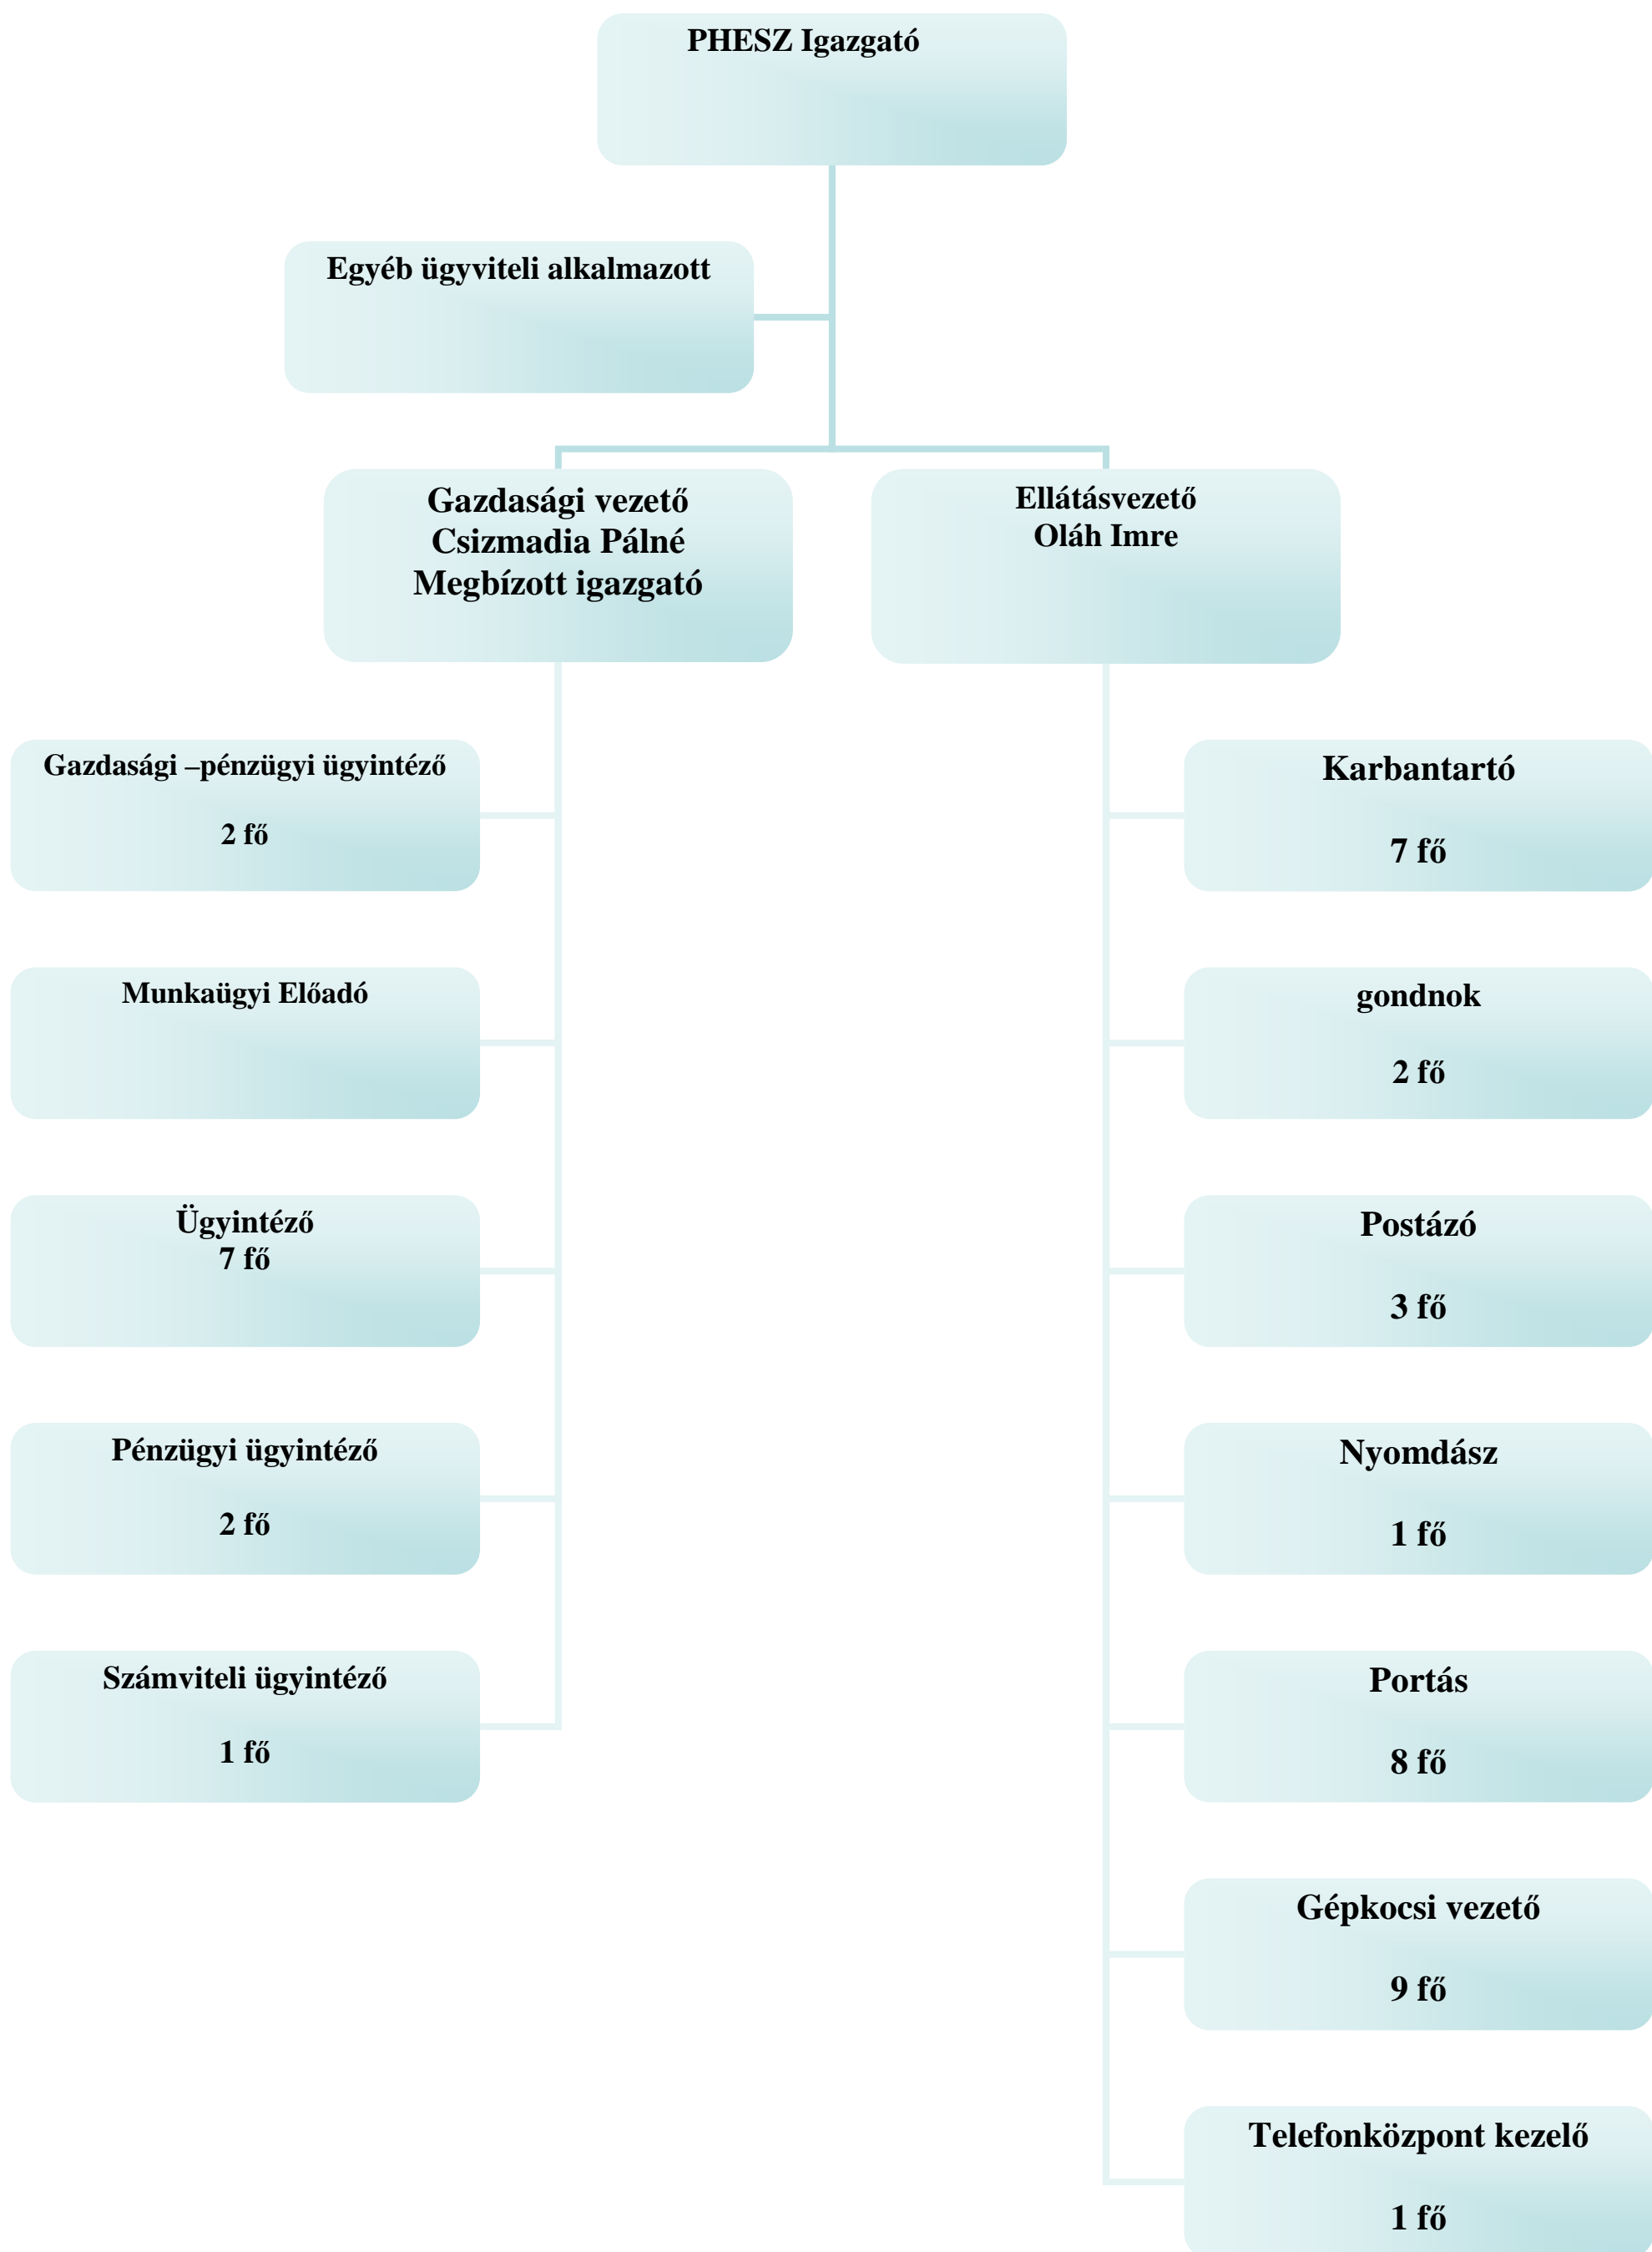 PHESZ Igazgató
Egyéb ügyviteli alkalmazott
Gazdasági vezető
Csizmadia Pálné
Megbízott igazgató
Ellátásvezető
Oláh Imre
Gazdasági –pénzügyi ügyintéző
2 fő
Munkaügyi Előadó
Ügyintéző
7 fő
Pénzügyi ügyintéző
2 fő
Számviteli ügyintéző
1 fő
Karbantartó
7 fő
gondnok
2 fő
Postázó
3 fő
Nyomdász
1 fő
Portás
8 fő
Gépkocsi vezető
9 fő
Telefonközpont kezelő
1 fő